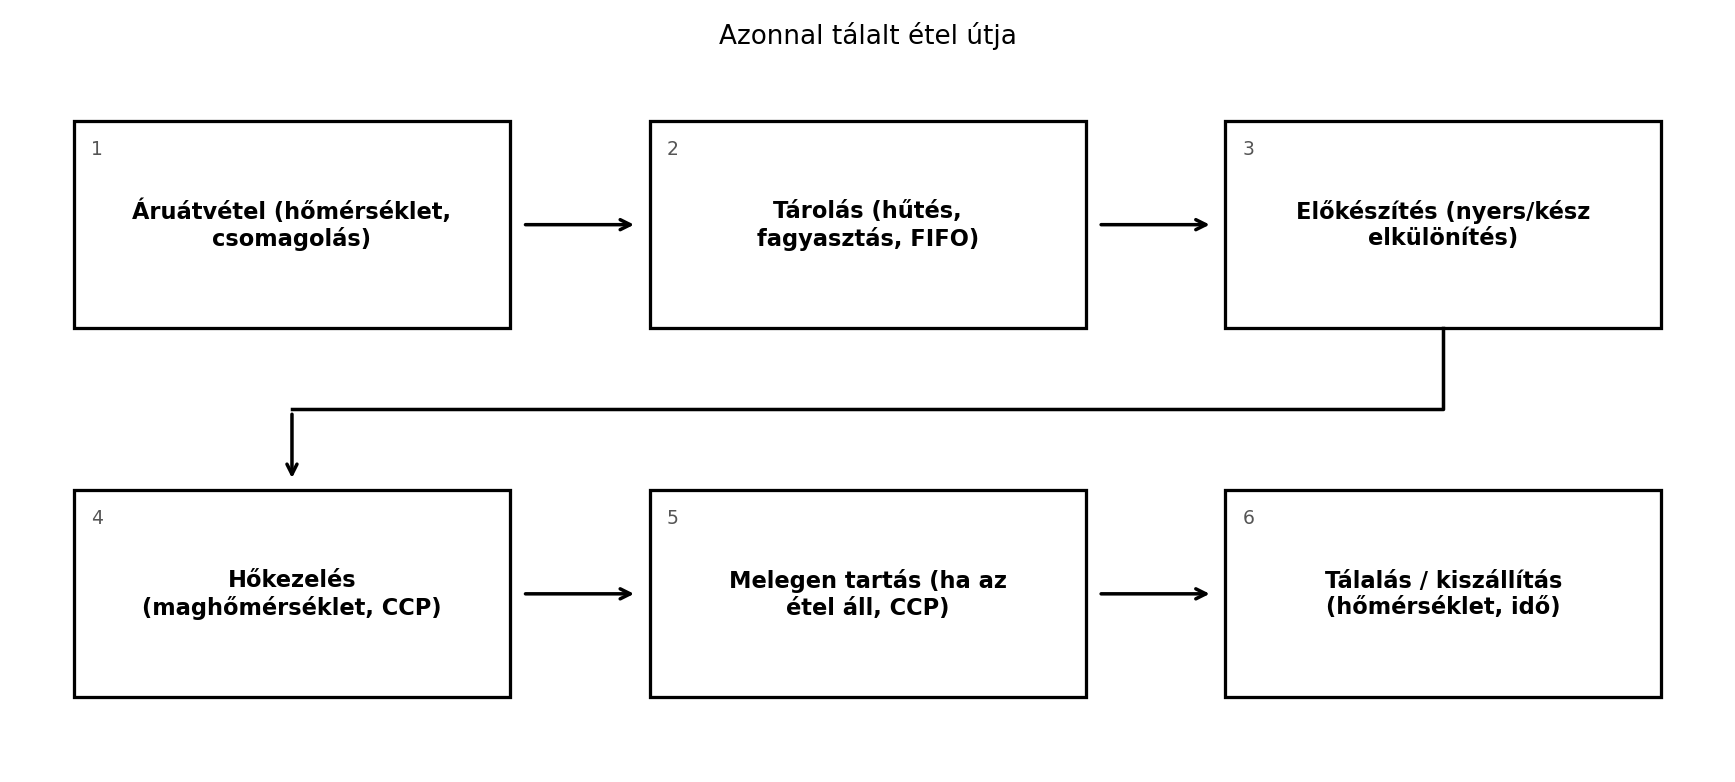 Azonnal tálalt étel útja
1
Áruátvétel (hőmérséklet,
csomagolás)
2
Tárolás (hűtés,
fagyasztás, FIFO)
3
Előkészítés (nyers/kész
elkülönítés)
4
Hőkezelés
(maghőmérséklet, CCP)
5
Melegen tartás (ha az
étel áll, CCP)
6
Tálalás / kiszállítás
(hőmérséklet, idő)